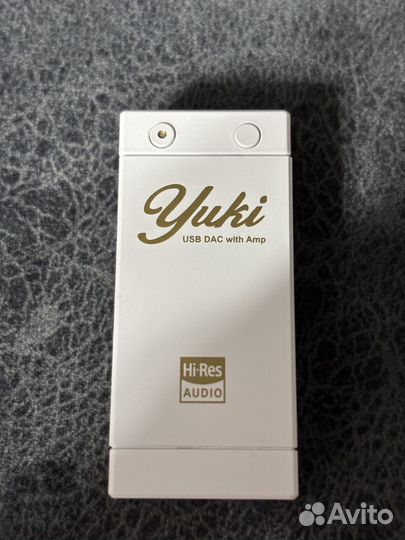 Yuki
USB DAC with Amp
Hi-Res
AUDIO
Avito